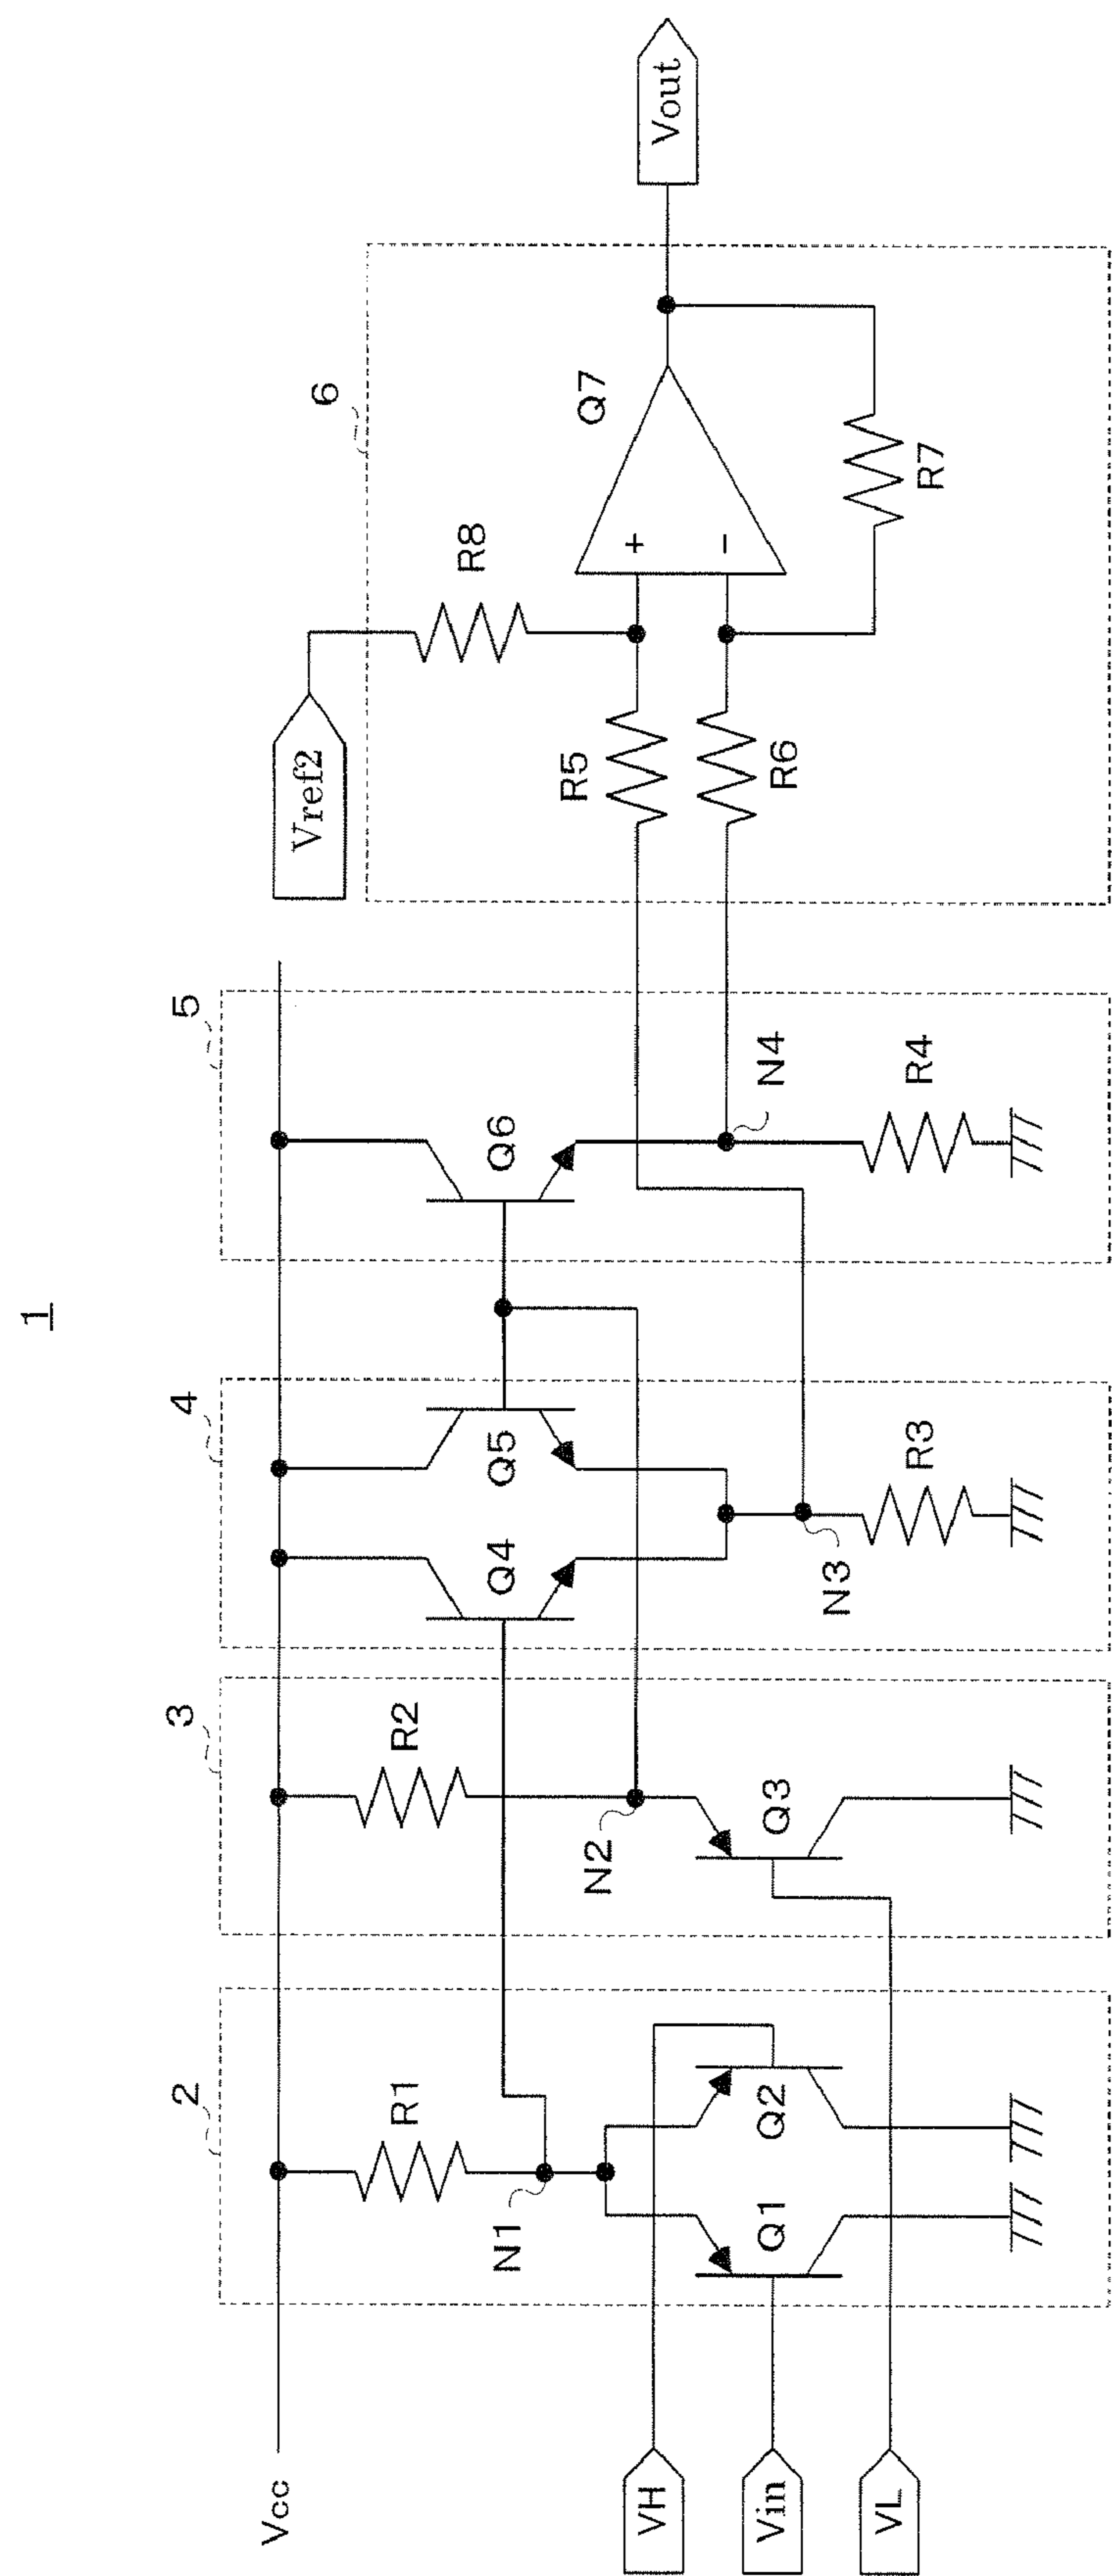 1
Vcc
VH
Vin
VL
2
R1
N1
Q1
Q2
3
R2
N2
Q3
4
Q4
Q5
N3
R3
5
Q6
N4
R4
6
Vref2
R8
R5
R6
+
-
Q7
R7
Vout